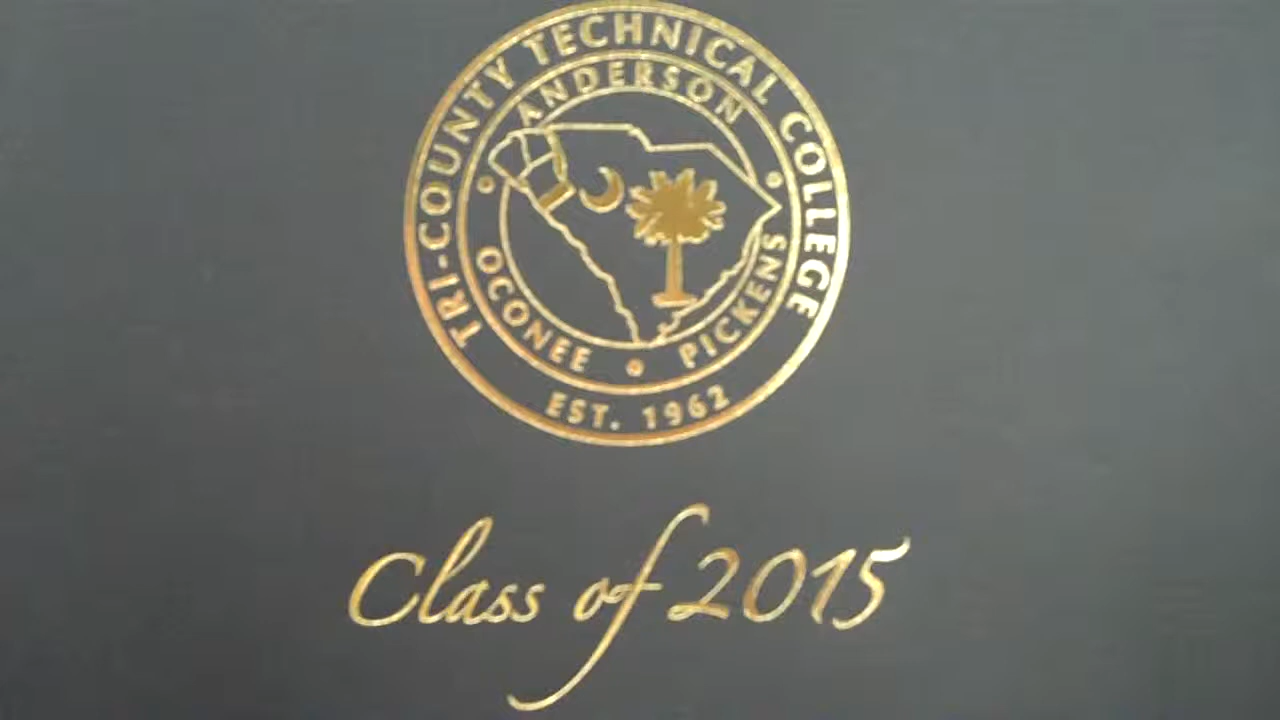 TRI-COUNTY TECHNICAL COLLEGE
ANDERSON
OCONEE • PICKENS
EST. 1962
Class of 2015